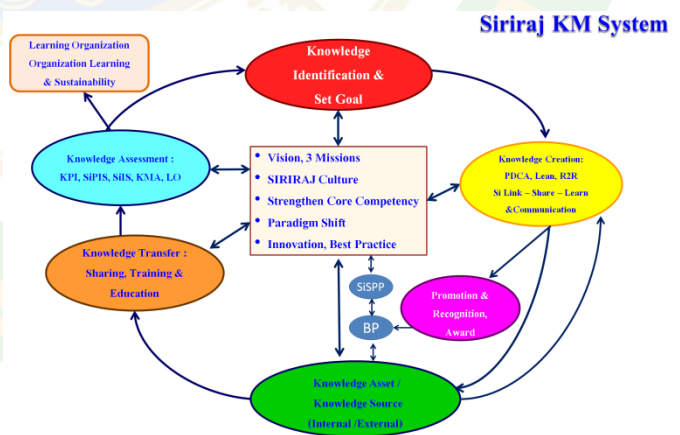 Siriraj KM System
Learning Organization
Organization Learning
& Sustainability
Knowledge
Identification &
Set Goal
Knowledge Assessment :
KPI, SiPIS, SiIS, KMA, LO
• Vision, 3 Missions
• SIRIRAJ Culture
• Strengthen Core Competency
• Paradigm Shift
• Innovation, Best Practice
Knowledge Creation:
PDCA, Lean, R2R
Si Link – Share – Learn
&Communication
Knowledge Transfer :
Sharing, Training &
Education
SiSPP
BP
Promotion &
Recognition,
Award
Knowledge Asset /
Knowledge Source
(Internal /External)